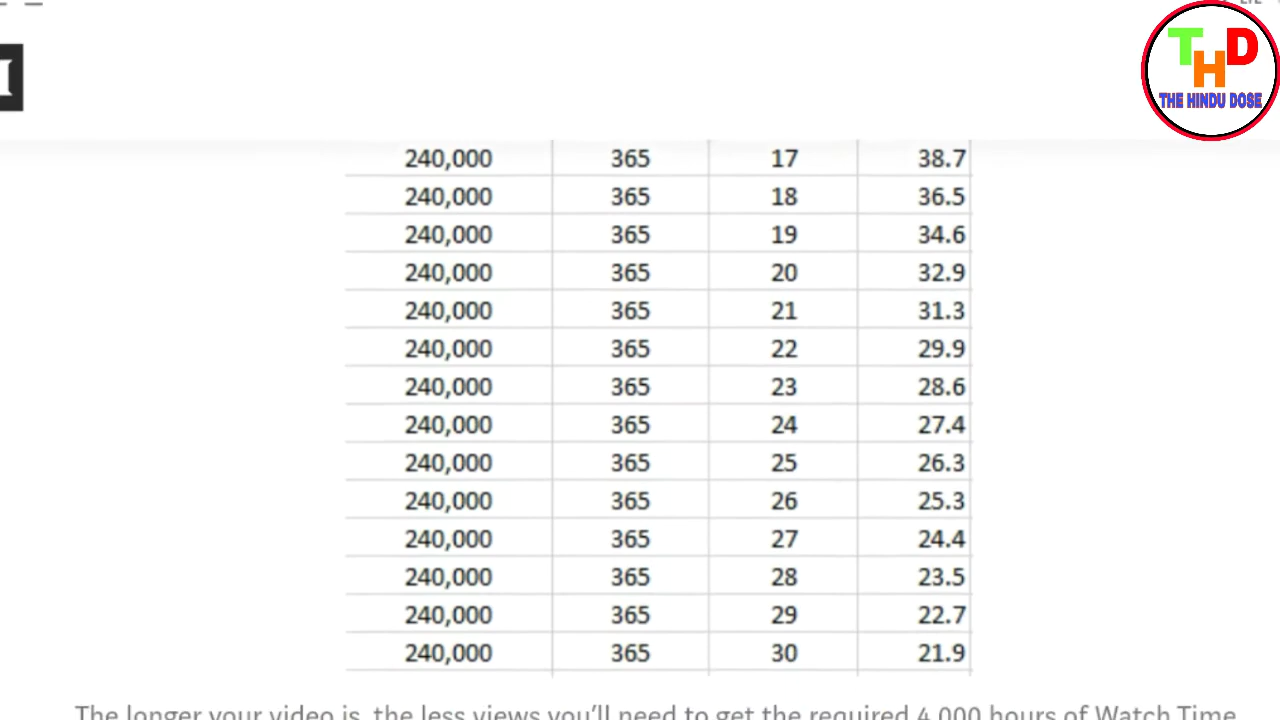 THD
THE HINDU DOSE
240,000 365 17 38.7
240,000 365 18 36.5
240,000 365 19 34.6
240,000 365 20 32.9
240,000 365 21 31.3
240,000 365 22 29.9
240,000 365 23 28.6
240,000 365 24 27.4
240,000 365 25 26.3
240,000 365 26 25.3
240,000 365 27 24.4
240,000 365 28 23.5
240,000 365 29 22.7
240,000 365 30 21.9
The longer your video is, the less views you'll need to get the required 4,000 hours of Watch Time